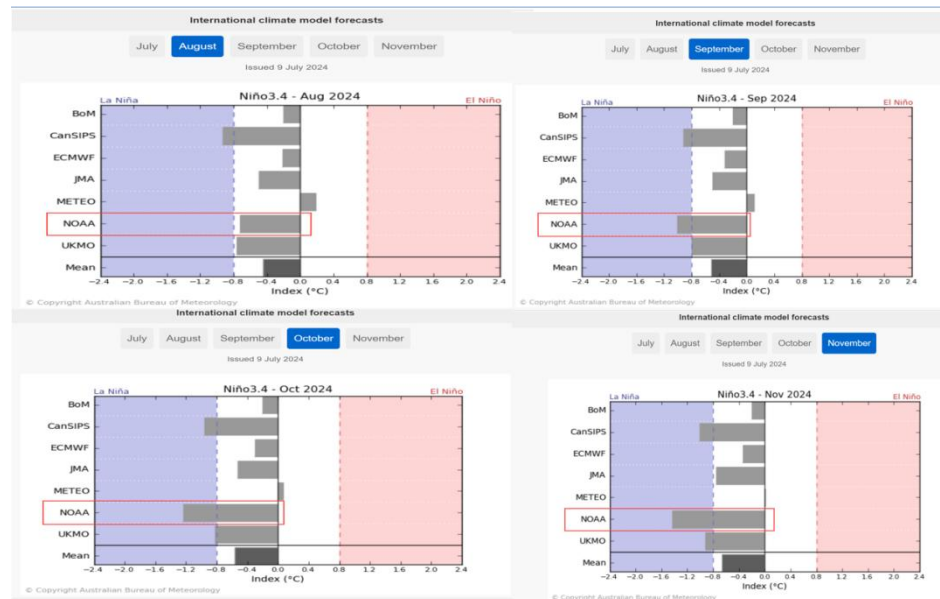 International climate model forecasts
July August September October November
Issued 9 July 2024
Niño3.4 - Aug 2024
La Niña
El Niño
BoM
CanSIPS
ECMWF
JMA
METEO
NOAA
UKMO
Mean
−2.4 −2.0 −1.6 −1.2 −0.8 −0.4 0.0 0.4 0.8 1.2 1.6 2.0 2.4
Index (°C)
© Copyright Australian Bureau of Meteorology
International climate model forecasts
July August September October November
Issued 9 July 2024
Niño3.4 - Sep 2024
La Niña
El Niño
BoM
CanSIPS
ECMWF
JMA
METEO
NOAA
UKMO
Mean
−2.4 −2.0 −1.6 −1.2 −0.8 −0.4 0.0 0.4 0.8 1.2 1.6 2.0 2.4
Index (°C)
© Copyright Australian Bureau of Meteorology
International climate model forecasts
July August September October November
Issued 9 July 2024
Niño3.4 - Oct 2024
La Niña
El Niño
BoM
CanSIPS
ECMWF
JMA
METEO
NOAA
UKMO
Mean
−2.4 −2.0 −1.6 −1.2 −0.8 −0.4 0.0 0.4 0.8 1.2 1.6 2.0 2.4
Index (°C)
© Copyright Australian Bureau of Meteorology
International climate model forecasts
July August September October November
Issued 9 July 2024
Niño3.4 - Nov 2024
La Niña
El Niño
BoM
CanSIPS
ECMWF
JMA
METEO
NOAA
UKMO
Mean
−2.4 −2.0 −1.6 −1.2 −0.8 −0.4 0.0 0.4 0.8 1.2 1.6 2.0 2.4
Index (°C)
© Copyright Australian Bureau of Meteorology